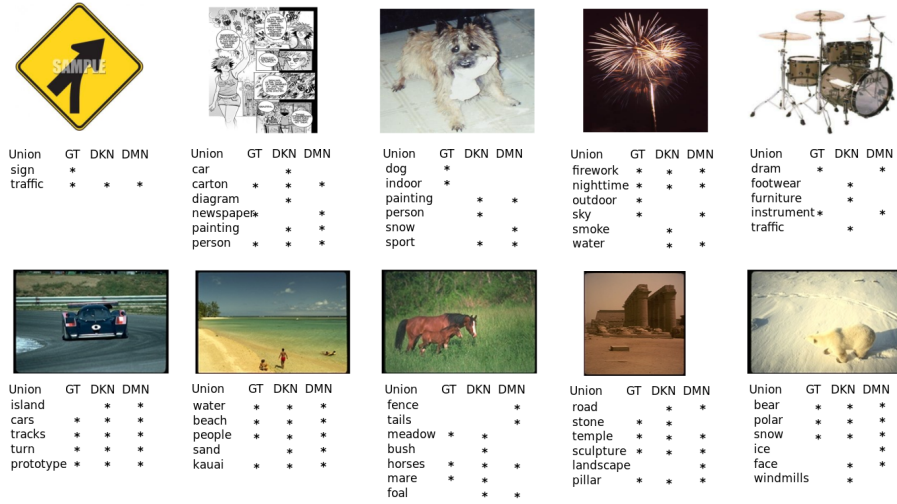 SAMPLE
Union GT DKN DMN
sign *
traffic * * *
Union GT DKN DMN
car *
carton * * *
diagram *
newspaper* *
painting * *
person * * *
Union GT DKN DMN
dog *
indoor *
painting * *
person *
snow *
sport * *
Union GT DKN DMN
firework * * *
nighttime * * *
outdoor *
sky * *
smoke *
water * *
Union GT DKN DMN
dram * *
footwear *
furniture *
instrument * *
traffic *
Union GT DKN DMN
island * *
cars * * *
tracks * * *
turn * * *
prototype * * *
Union GT DKN DMN
water * * *
beach * * *
people * * *
sand * *
kauai * * *
Union GT DKN DMN
fence *
tails *
meadow * *
bush *
horses * * *
mare * *
foal * *
Union GT DKN DMN
road * *
stone * *
temple * * *
sculpture * * *
landscape *
pillar * * *
Union GT DKN DMN
bear * * *
polar * * *
snow * * *
ice *
face * *
windmills *